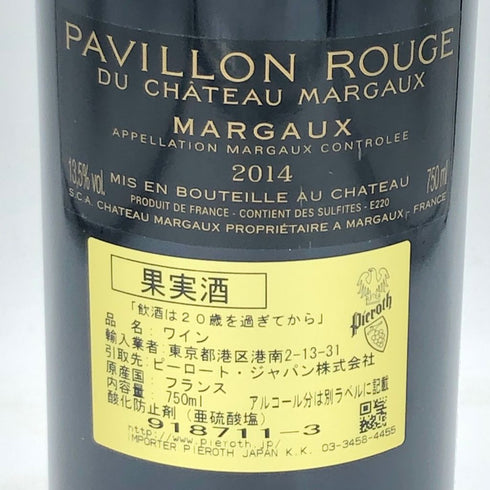 PAVILLON ROUGE
DU CHÂTEAU MARGAUX
MARGAUX
APPELLATION MARGAUX CONTROLÉE
2014
13,5% vol.
MIS EN BOUTEILLE AU CHATEAU
750 ml
PRODUIT DE FRANCE - CONTIENT DES SULFITES - E220
S.C.A. CHATEAU MARGAUX PROPRIÉTAIRE A MARGAUX - FRANCE
果実酒
Pieroth
「飲酒は20歳を過ぎてから」
品名:ワイン
輸入業者:東京都港区港南2-13-31
引取先:ピーロート・ジャパン株式会社
原産国:フランス
内容量:750ml アルコール分は別ラベルに記載
酸化防止剤(亜硫酸塩)
918711-3
http://www.pieroth.jp/ 03-3458-4455
IMPORTER PIEROTH JAPAN K.K.